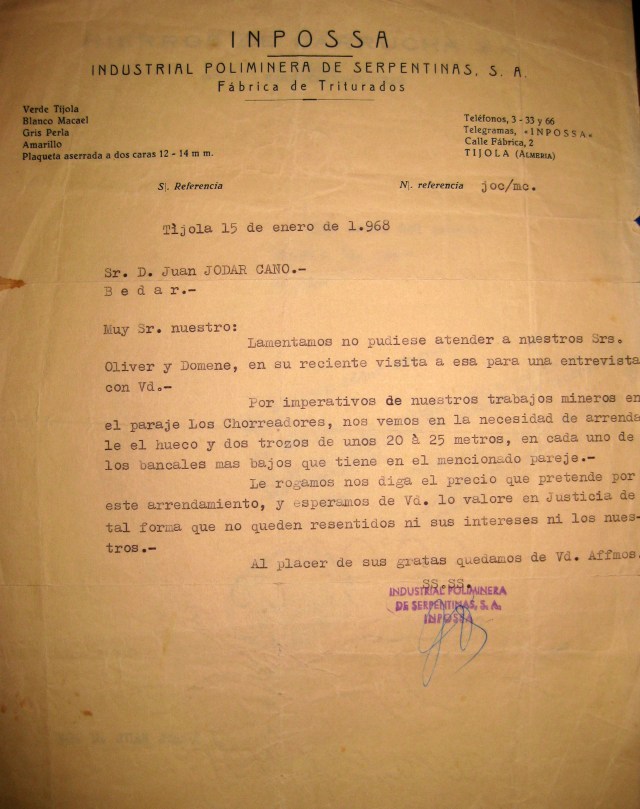 INPOSSA
INDUSTRIAL POLIMINERA DE SERPENTINAS, S. A.
Fábrica de Triturados
Verde Tíjola
Blanco Macael
Gris Perla
Amarillo
Plaqueta aserrada a dos caras 12 - 14 m m.
Teléfonos, 3 - 33 y 66
Telegramas, «INPOSSA»
Calle Fábrica, 2
TIJOLA (ALMERIA)
S|. Referencia
N|. referencia joc/mc.
Tijola 15 de enero de 1.968
Sr. D. Juan JODAR CANO.-
B e d a r.-
Muy Sr. nuestro:
Lamentamos no pudiese atender a nuestros Srs.
Oliver y Domene, en su reciente visita a esa para una entrevista
con Vd.-
Por imperativos de nuestros trabajos mineros en
el paraje Los Chorreadores, nos vemos en la necesidad de arrenda
le el hueco y dos trozos de unos 20 à 25 metros, en cada uno de
los bancales mas bajos que tiene en el mencionado pareje.-
Le rogamos nos diga el precio que pretende por
este arrendamiento, y esperamos de Vd. lo valore en Justicia de
tal forma que no queden resentidos ni sus intereses ni los nues-
tros.-
Al placer de sus gratas quedamos de Vd. Affmos.
SS.SS.
INDUSTRIAL POLIMINERA
DE SERPENTINAS, S. A.
INPOSSA